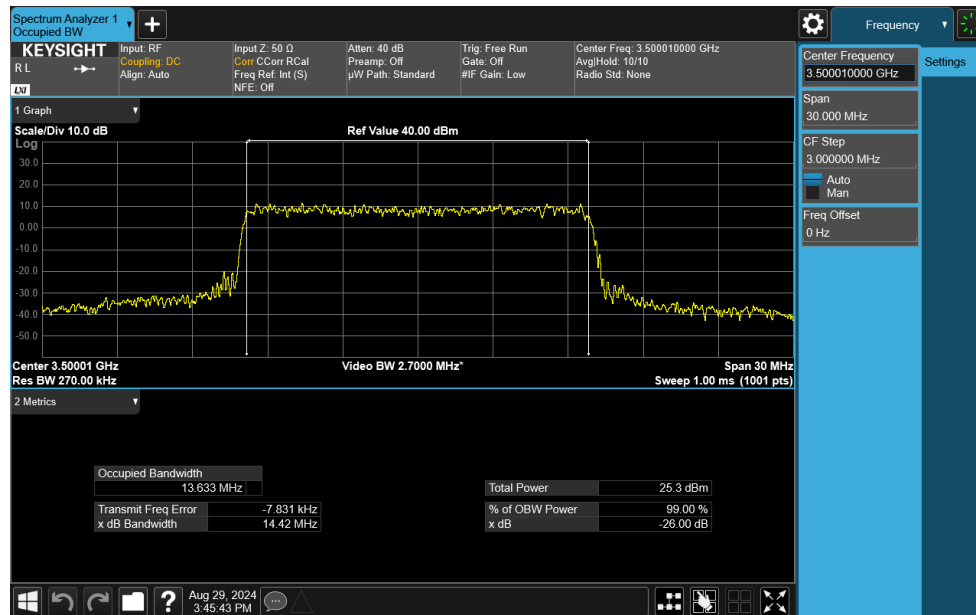 Spectrum Analyzer 1
Occupied BW
+
Frequency
KEYSIGHT
R L
LXI
Input: RF
Coupling: DC
Align: Auto
Input Z: 50 Ω
Corr CCorr RCal
Freq Ref: Int (S)
NFE: Off
Atten: 40 dB
Preamp: Off
µW Path: Standard
Trig: Free Run
Gate: Off
#IF Gain: Low
Center Freq: 3.500010000 GHz
Avg|Hold: 10/10
Radio Std: None
Center Frequency
3.500010000 GHz
Settings
Span
30.000 MHz
CF Step
3.000000 MHz
Auto
Man
Freq Offset
0 Hz
1 Graph
Scale/Div 10.0 dB
Ref Value 40.00 dBm
Log
30.0
20.0
10.0
0.00
-10.0
-20.0
-30.0
-40.0
-50.0
Center 3.50001 GHz
Video BW 2.7000 MHz*
Span 30 MHz
Res BW 270.00 kHz
Sweep 1.00 ms (1001 pts)
2 Metrics
Occupied Bandwidth
13.633 MHz
Total Power 25.3 dBm
Transmit Freq Error -7.831 kHz
% of OBW Power 99.00 %
x dB Bandwidth 14.42 MHz
x dB -26.00 dB
?
Aug 29, 2024
3:45:43 PM